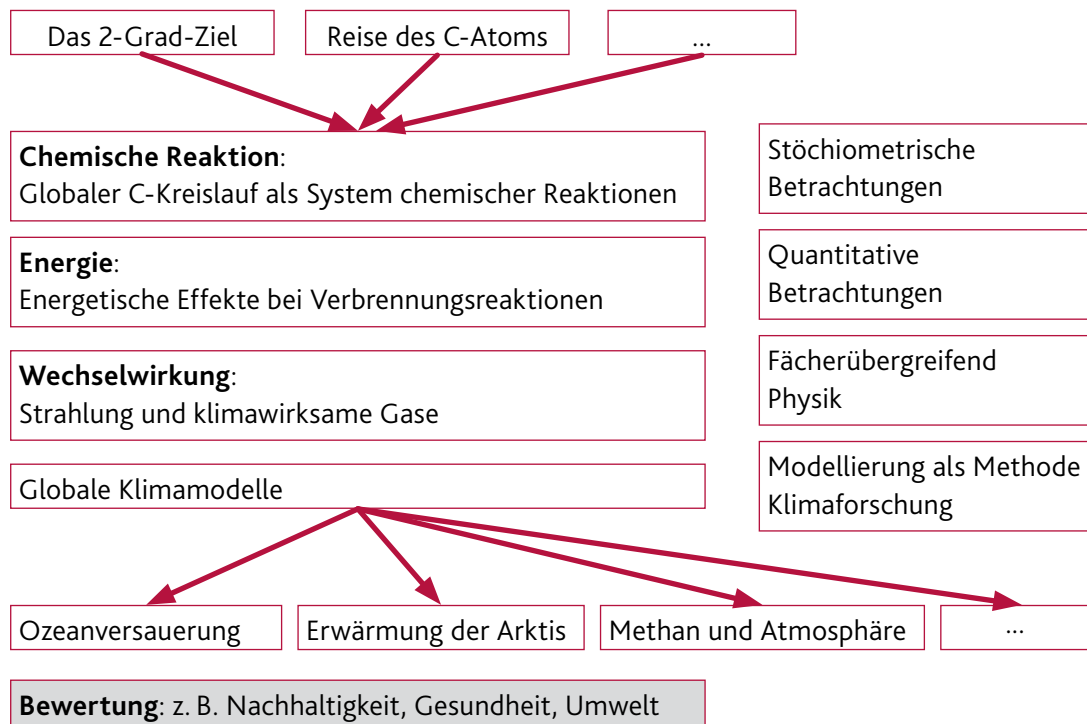 Das 2-Grad-Ziel
Reise des C-Atoms
...
Chemische Reaktion:
Globaler C-Kreislauf als System chemischer Reaktionen
Stöchiometrische
Betrachtungen
Energie:
Energetische Effekte bei Verbrennungsreaktionen
Quantitative
Betrachtungen
Wechselwirkung:
Strahlung und klimawirksame Gase
Fächerübergreifend
Physik
Globale Klimamodelle
Modellierung als Methode
Klimaforschung
Ozeanversauerung
Erwärmung der Arktis
Methan und Atmosphäre
...
Bewertung: z. B. Nachhaltigkeit, Gesundheit, Umwelt